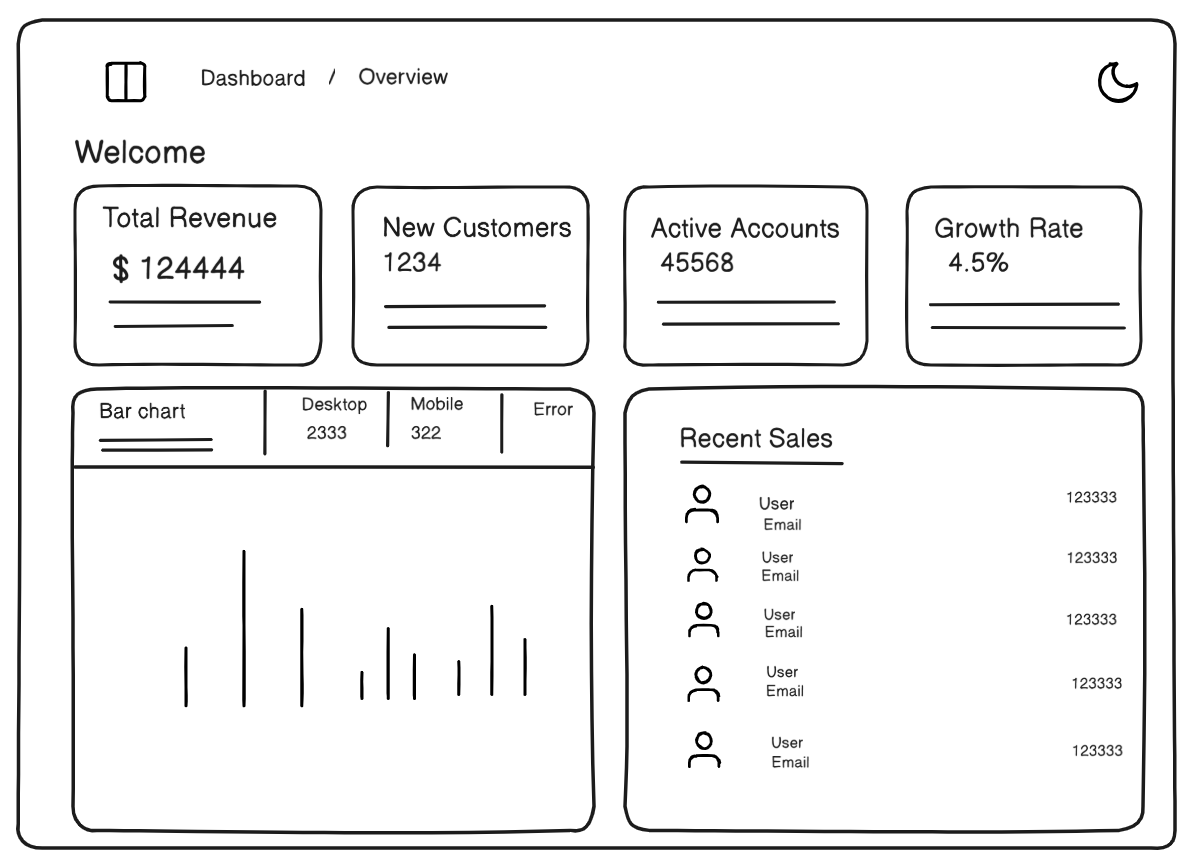 Dashboard / Overview
Welcome
Total Revenue
$ 124444
New Customers
1234
Active Accounts
45568
Growth Rate
4.5%
Bar chart
Desktop
2333
Mobile
322
Error
Recent Sales
User
Email
123333
User
Email
123333
User
Email
123333
User
Email
123333
User
Email
123333